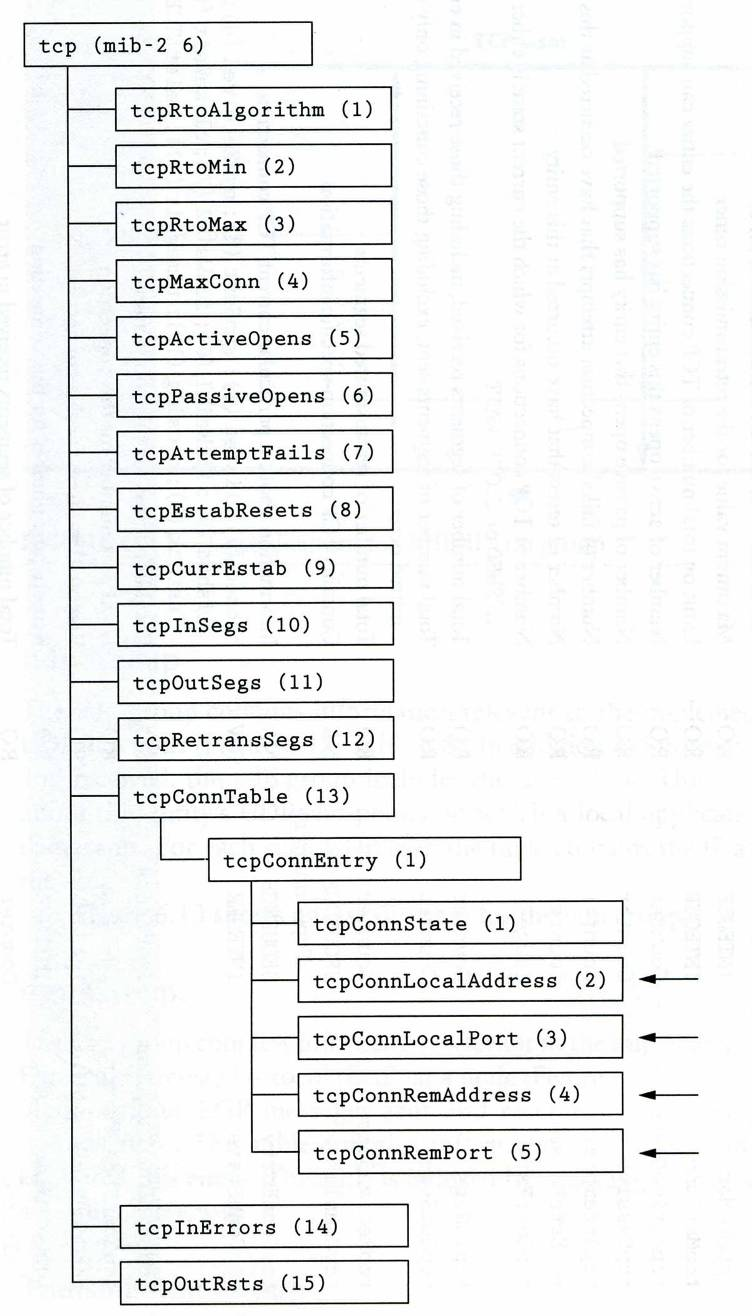 tcp (mib-2 6)
tcpRtoAlgorithm (1)
tcpRtoMin (2)
tcpRtoMax (3)
tcpMaxConn (4)
tcpActiveOpens (5)
tcpPassiveOpens (6)
tcpAttemptFails (7)
tcpEstabResets (8)
tcpCurrEstab (9)
tcpInSegs (10)
tcpOutSegs (11)
tcpRetransSegs (12)
tcpConnTable (13)
tcpConnEntry (1)
tcpConnState (1)
tcpConnLocalAddress (2)
tcpConnLocalPort (3)
tcpConnRemAddress (4)
tcpConnRemPort (5)
tcpInErrors (14)
tcpOutRsts (15)